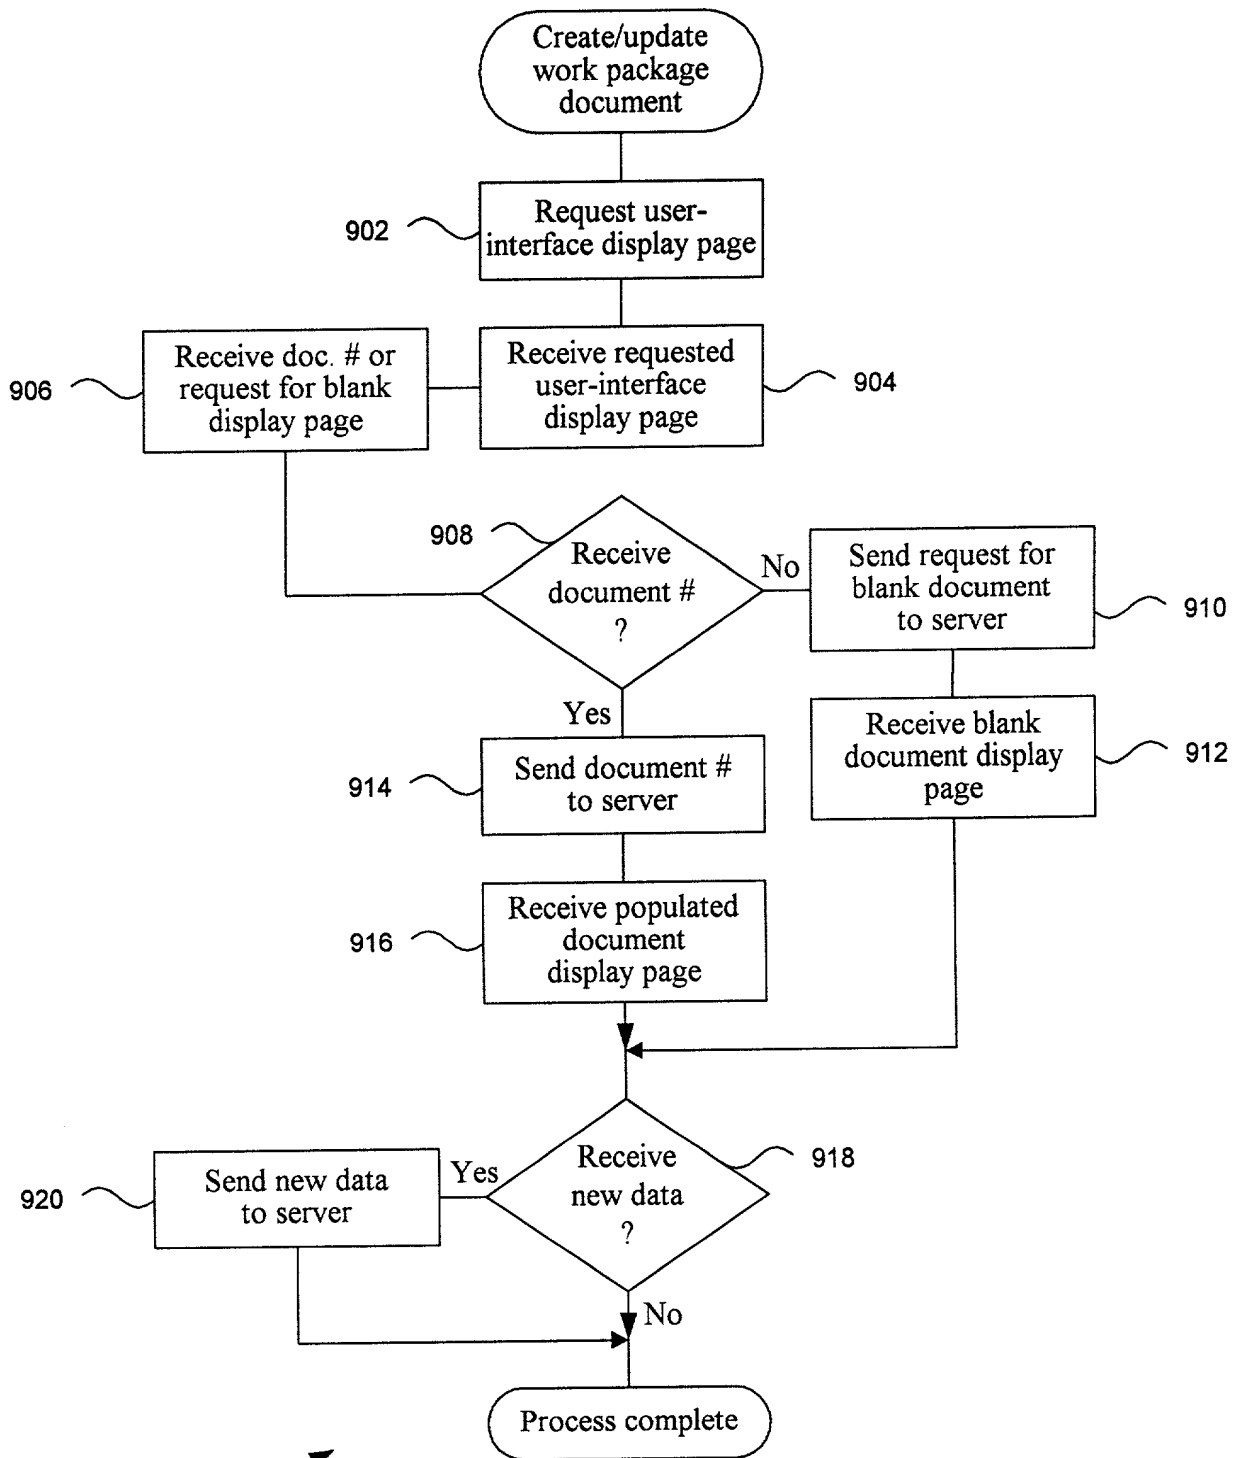 Create/update
work package
document
902
Request user-
interface display page
906
Receive doc. # or
request for blank
display page
Receive requested
user-interface
display page
904
908
Receive
document #
?
No
Send request for
blank document
to server
910
Yes
Receive blank
document display
page
912
914
Send document #
to server
916
Receive populated
document
display page
918
Receive
new data
?
Yes
920
Send new data
to server
No
Process complete